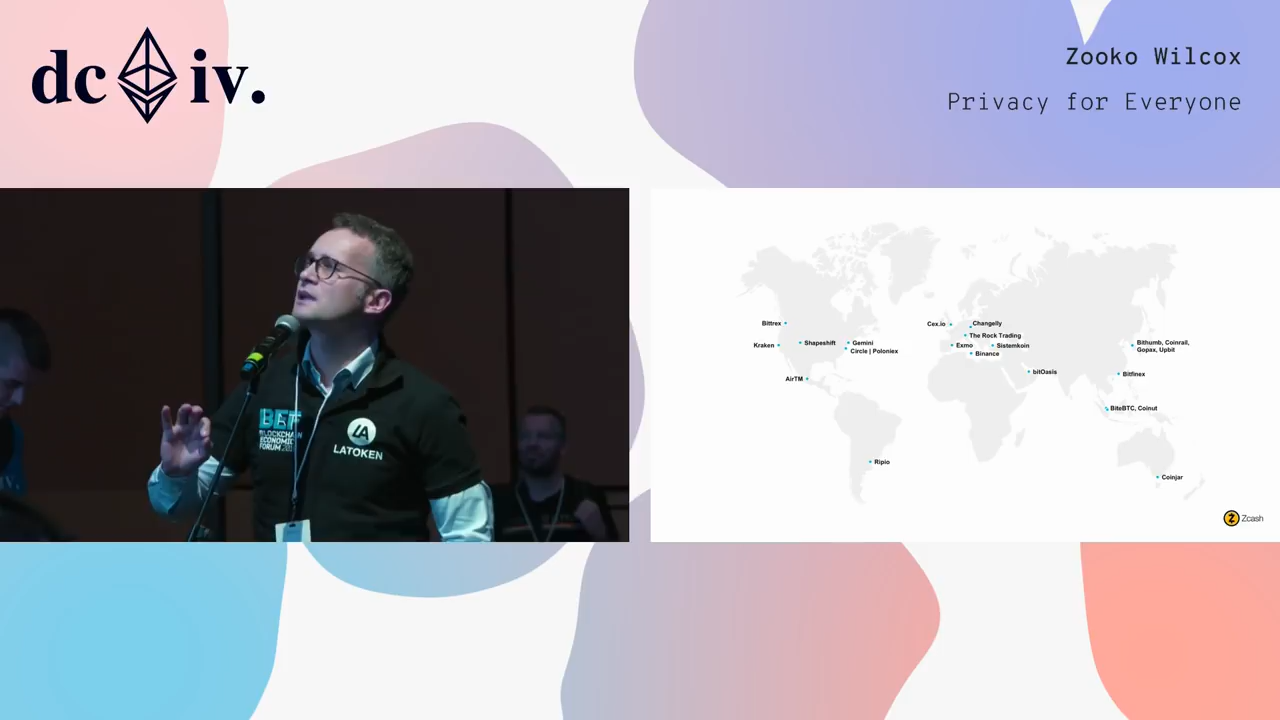 dc iv.
Zooko Wilcox
Privacy for Everyone
BEF
BLOCKCHAIN
ECONOMIC
FORUM
LA
LATOKEN
Bittrex
Kraken
Shapeshift
Gemini
Circle | Poloniex
AirTM
Ripio
Cex.io
Changelly
The Rock Trading
Exmo
Sistemkoin
Binance
bitOasis
Bithumb, Coinrail,
Gopax, Upbit
Bitfinex
BiteBTC, Coinut
Coinjar
Zcash